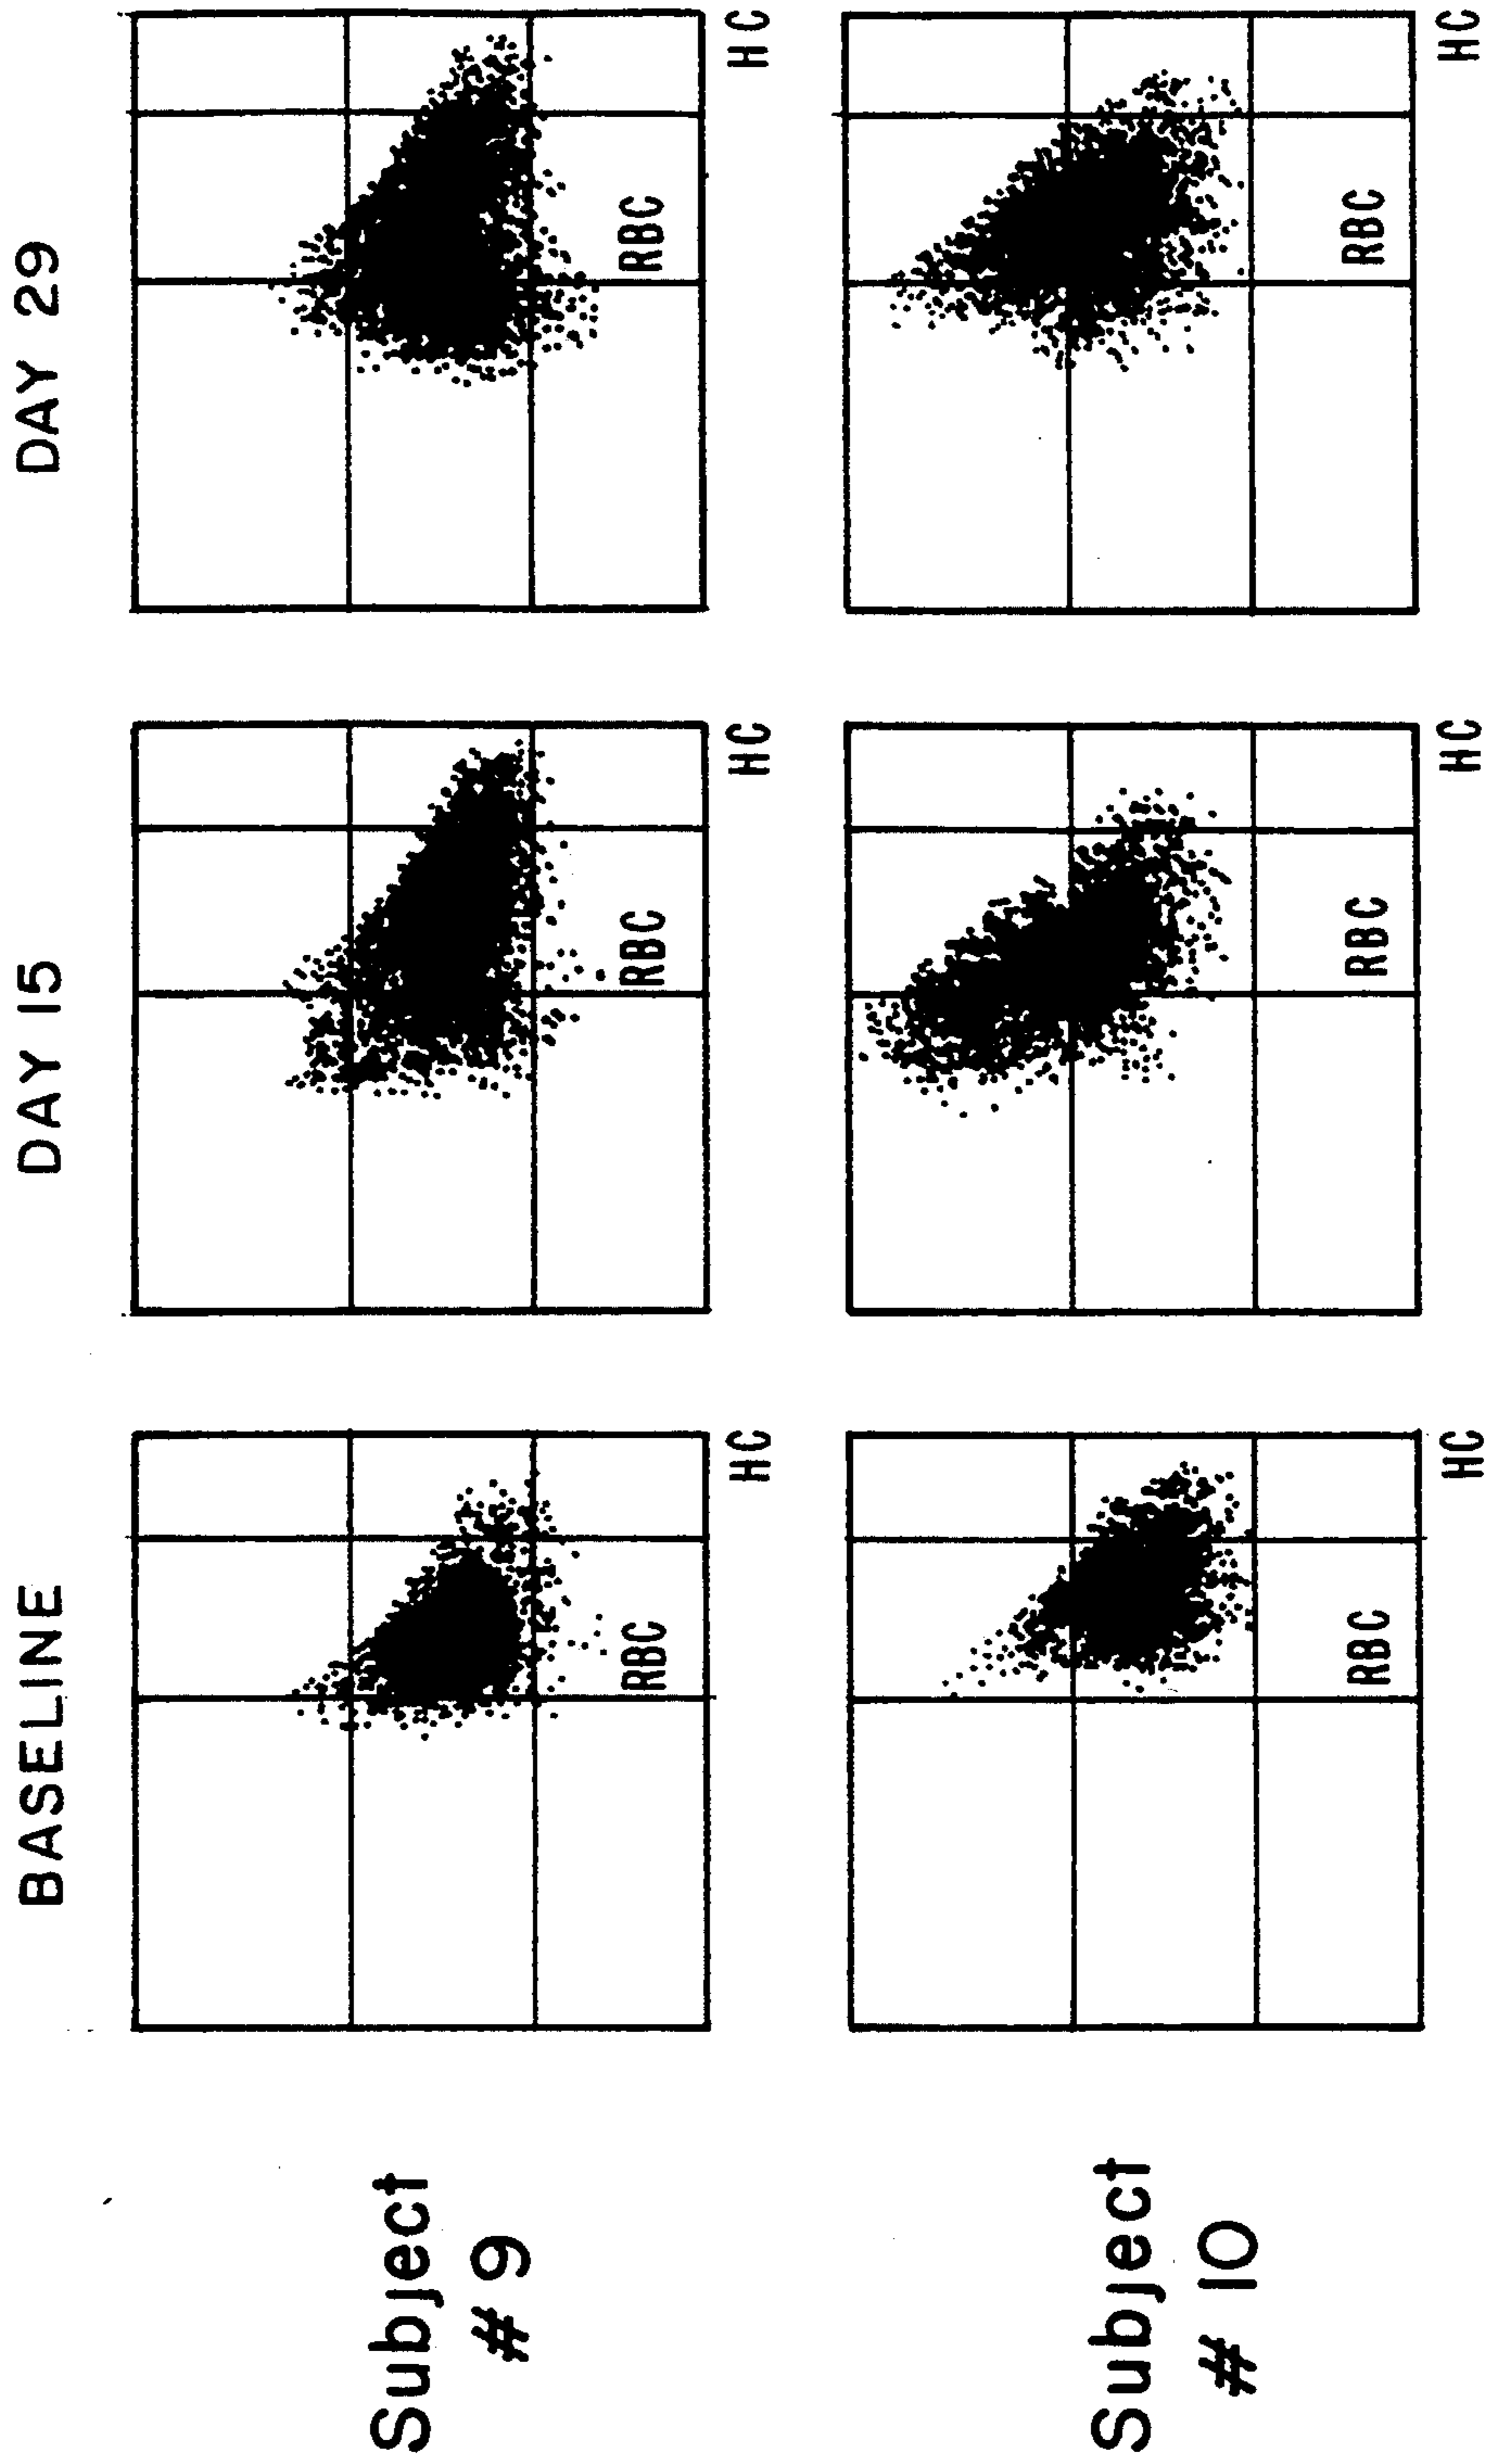 BASELINE
DAY 15
DAY 29
Subject
# 9
RBC
HC
RBC
HC
RBC
HC
Subject
# 10
RBC
HC
RBC
HC
RBC
HC